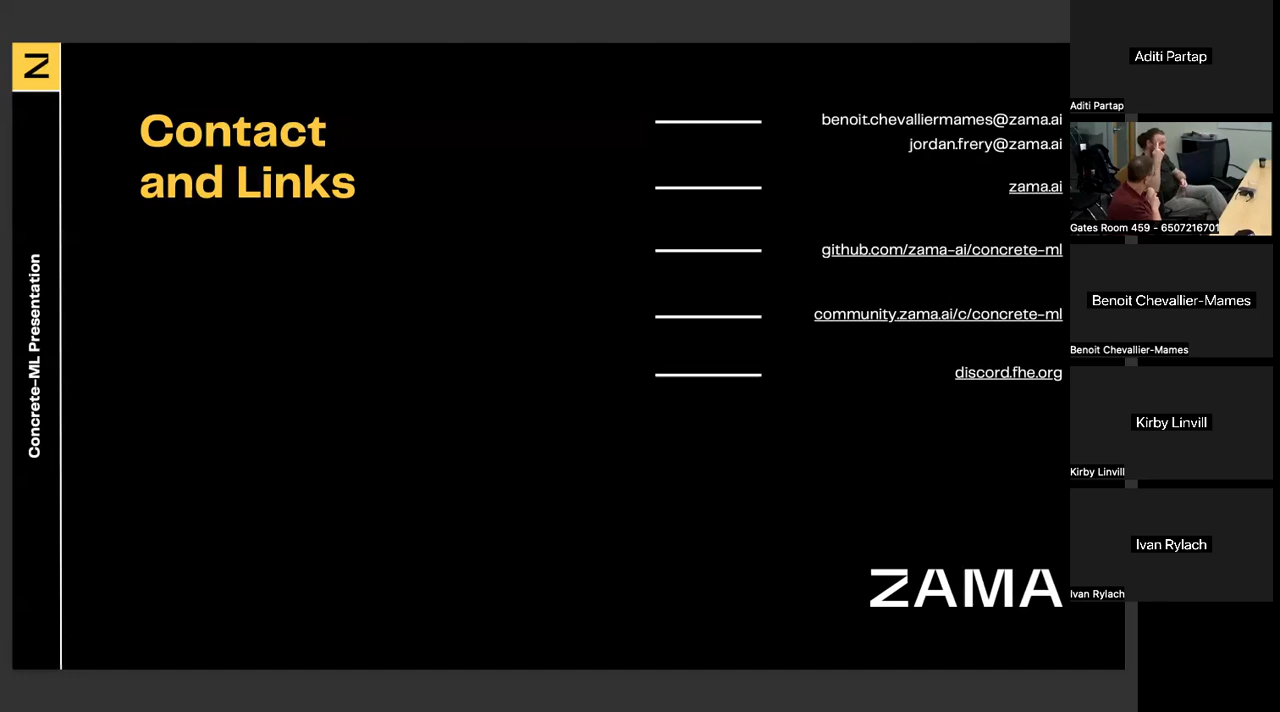 Z
Concrete-ML Presentation
Contact
and Links
benoit.chevalliermames@zama.ai
jordan.frery@zama.ai
zama.ai
github.com/zama-ai/concrete-ml
community.zama.ai/c/concrete-ml
discord.fhe.org
ZAMA
Aditi Partap
Aditi Partap
Gates Room 459 - 6507216701
Benoit Chevallier-Mames
Benoit Chevallier-Mames
Kirby Linvill
Kirby Linvill
Ivan Rylach
Ivan Rylach